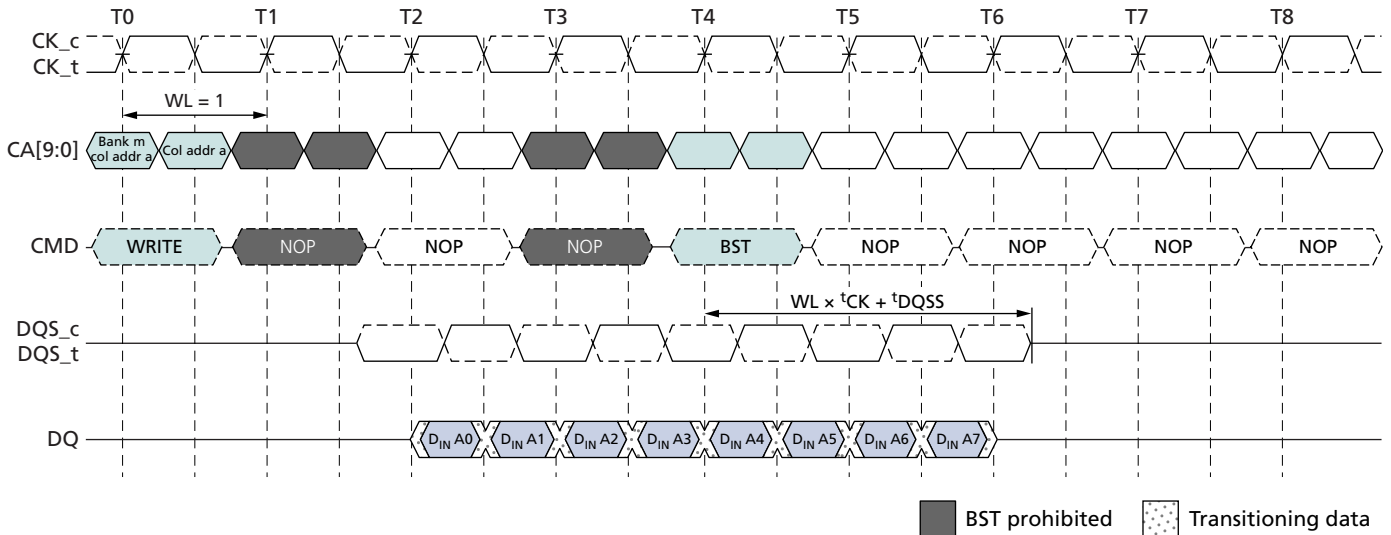 T0 T1 T2 T3 T4 T5 T6 T7 T8
CK_c
CK_t
WL = 1
CA[9:0]
Bank m
col addr a
Col addr a
CMD WRITE NOP NOP NOP BST NOP NOP NOP NOP
WL × tCK + tDQSS
DQS_c
DQS_t
DQ DIN A0 DIN A1 DIN A2 DIN A3 DIN A4 DIN A5 DIN A6 DIN A7
BST prohibited Transitioning data